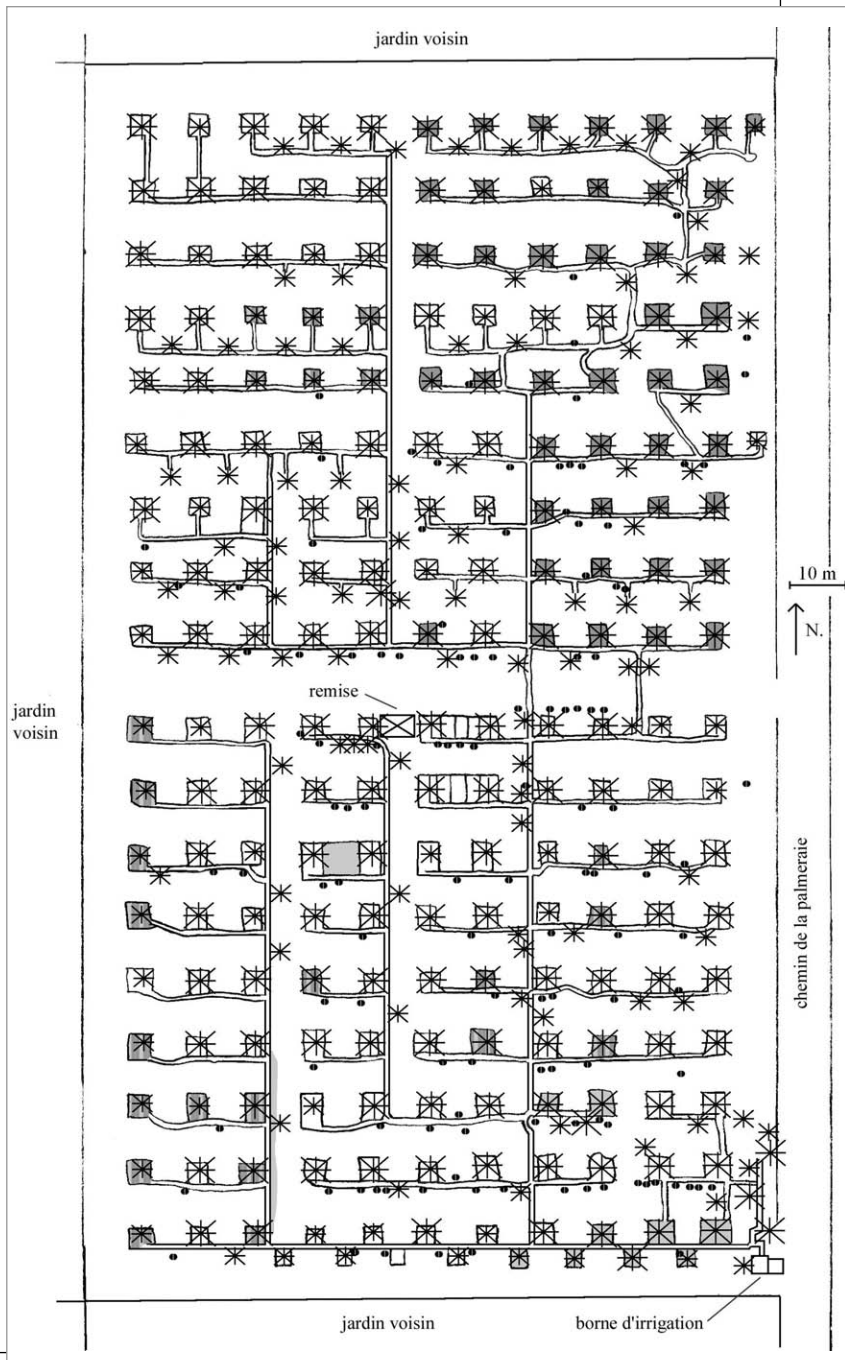 jardin voisin
10 m
N.
remise
jardin
voisin
chemin de la palmeraie
jardin voisin
borne d'irrigation